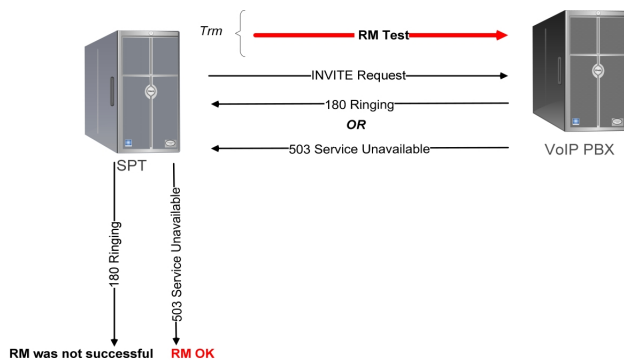 Trm
RM Test
INVITE Request
180 Ringing
OR
503 Service Unavailable
SPT
VoIP PBX
180 Ringing
503 Service Unavailable
RM was not successful
RM OK